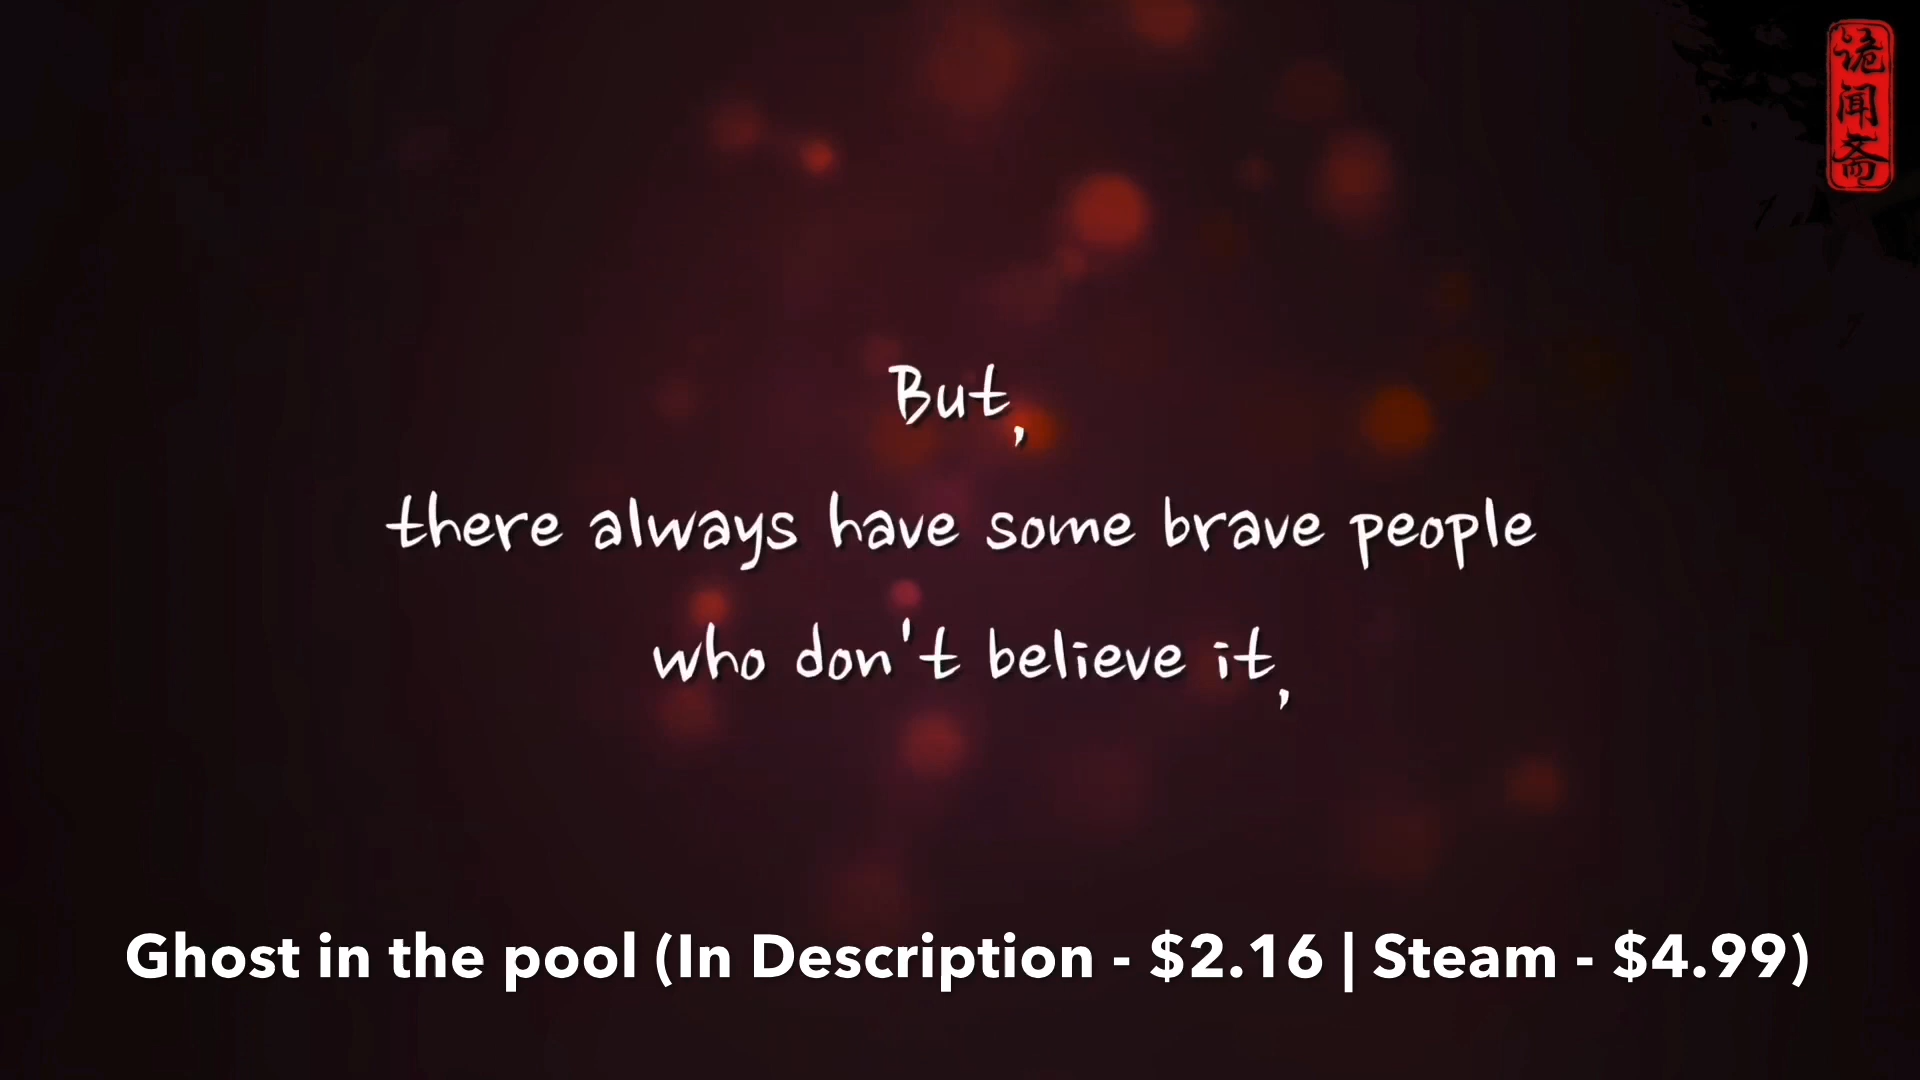 诡闻斋
But,
there always have some brave people
who don't believe it,
Ghost in the pool (In Description - $2.16 | Steam - $4.99)